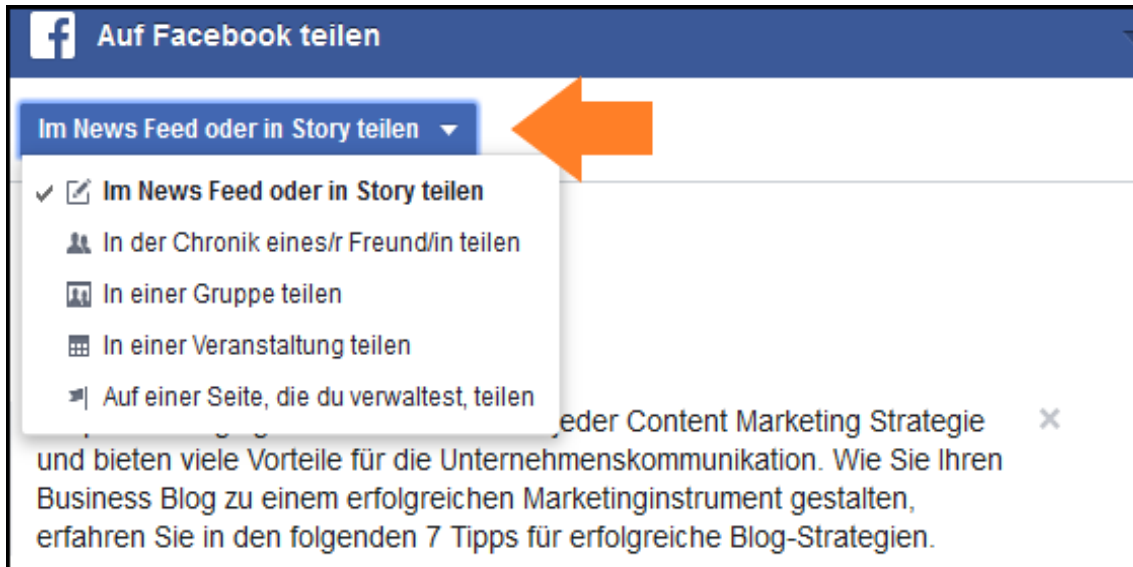 Auf Facebook teilen
Im News Feed oder in Story teilen
Im News Feed oder in Story teilen
In der Chronik eines/r Freund/in teilen
In einer Gruppe teilen
In einer Veranstaltung teilen
Auf einer Seite, die du verwaltest, teilen
jeder Content Marketing Strategie
und bieten viele Vorteile für die Unternehmenskommunikation. Wie Sie Ihren
Business Blog zu einem erfolgreichen Marketinginstrument gestalten,
erfahren Sie in den folgenden 7 Tipps für erfolgreiche Blog-Strategien.